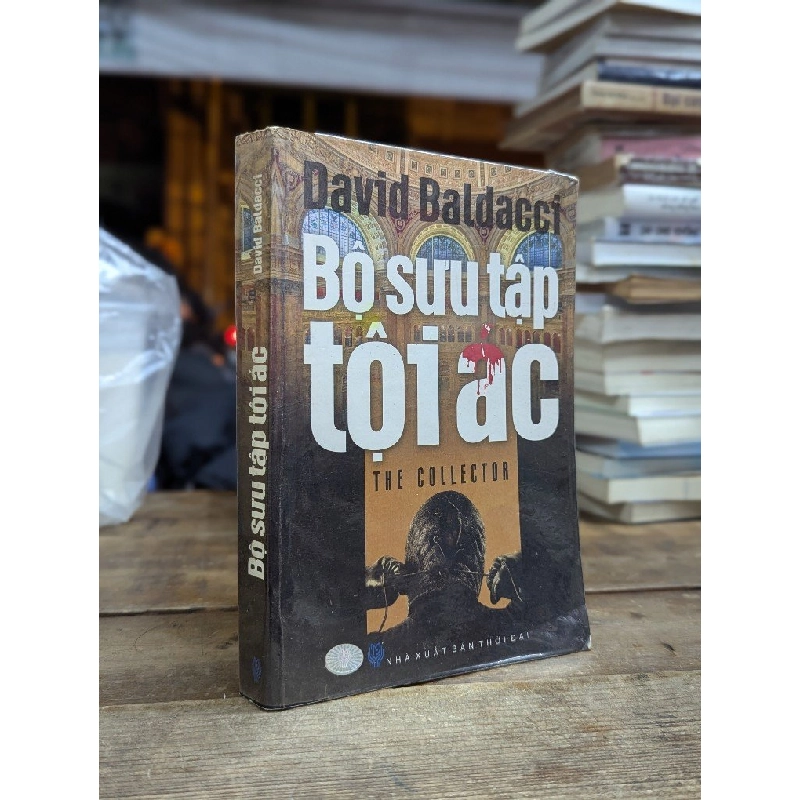 David Baldacci
Bộ sưu tập
tội ác
THE COLLECTOR
NHÀ XUẤT BẢN THỜI ĐẠI
Bộ sưu tập tội ác
David Baldacci